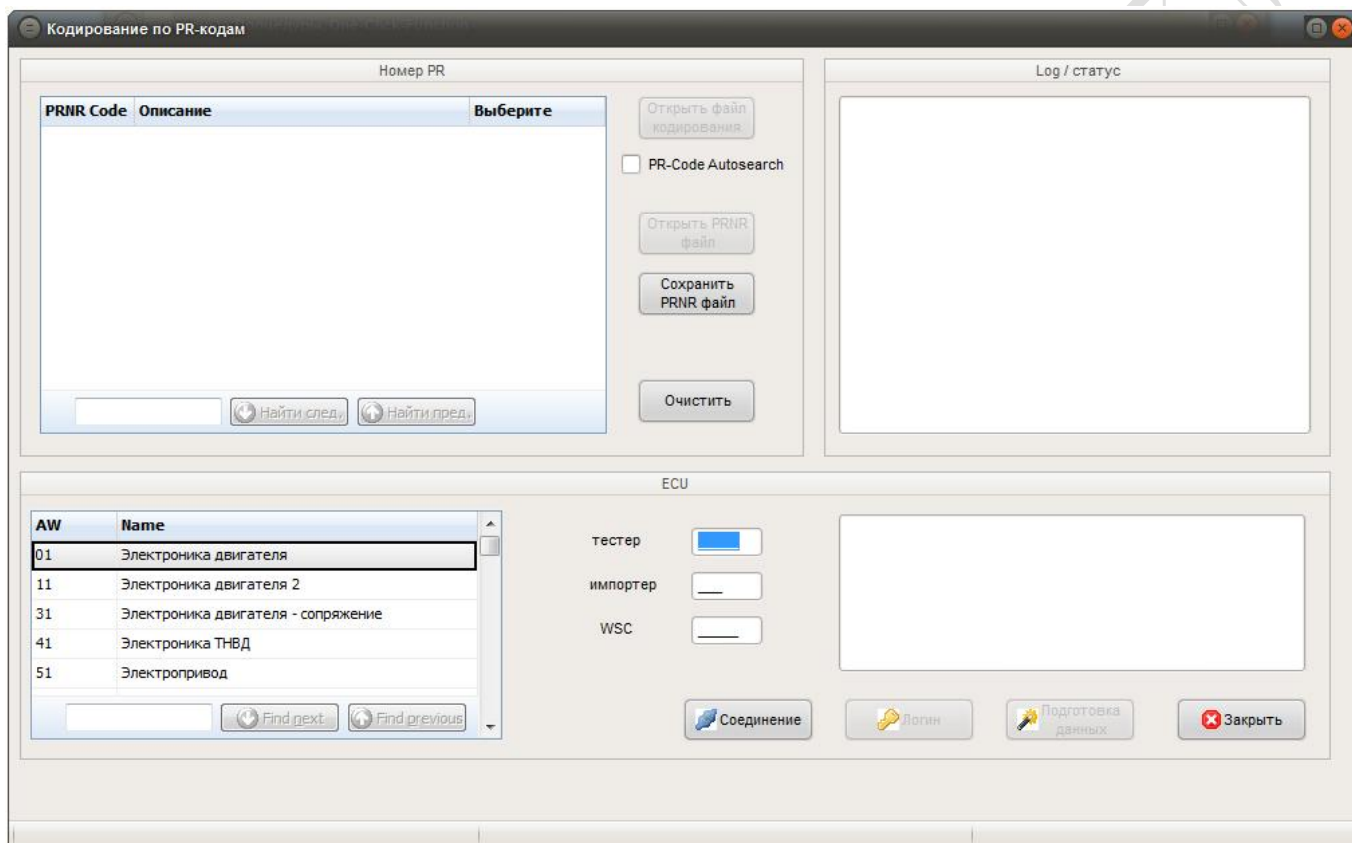 Кодирование по PR-кодам
Номер PR
PRNR Code Описание Выберите
Открыть файл
кодирования
PR-Code Autosearch
Открыть PRNR
файл
Сохранить
PRNR файл
Очистить
Найти след.
Найти пред.
Log / статус
ECU
AW Name
01 Электроника двигателя
11 Электроника двигателя 2
31 Электроника двигателя - сопряжение
41 Электроника ТНВД
51 Электропривод
Find next
Find previous
тестер
импортер
WSC
Соединение
Логин
Подготовка
данных
Закрыть